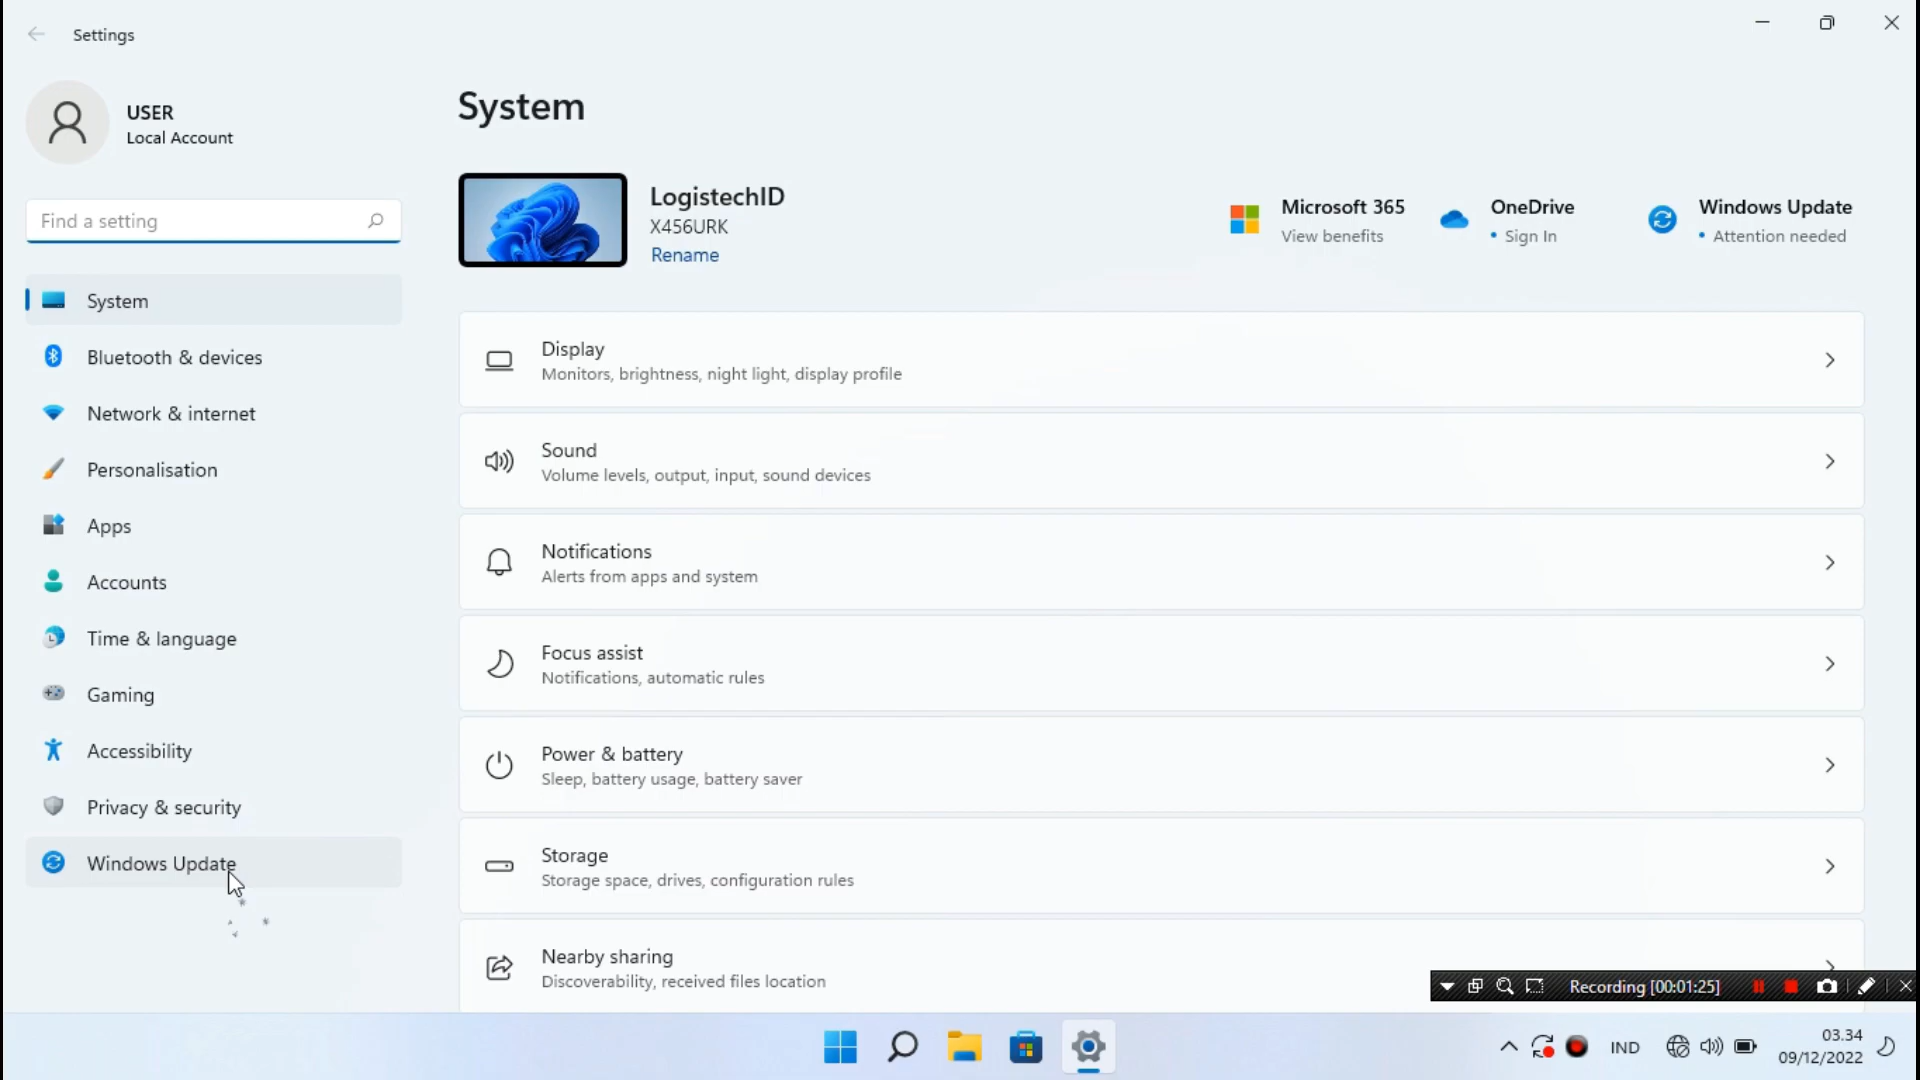 Settings
USER
Local Account
Find a setting
System
Bluetooth & devices
Network & internet
Personalisation
Apps
Accounts
Time & language
Gaming
Accessibility
Privacy & security
Windows Update
System
LogistechID
X456URK
Rename
Microsoft 365
View benefits
OneDrive
• Sign In
Windows Update
• Attention needed
Display
Monitors, brightness, night light, display profile
Sound
Volume levels, output, input, sound devices
Notifications
Alerts from apps and system
Focus assist
Notifications, automatic rules
Power & battery
Sleep, battery usage, battery saver
Storage
Storage space, drives, configuration rules
Nearby sharing
Discoverability, received files location
Recording [00:01:25]
IND
03.34
09/12/2022